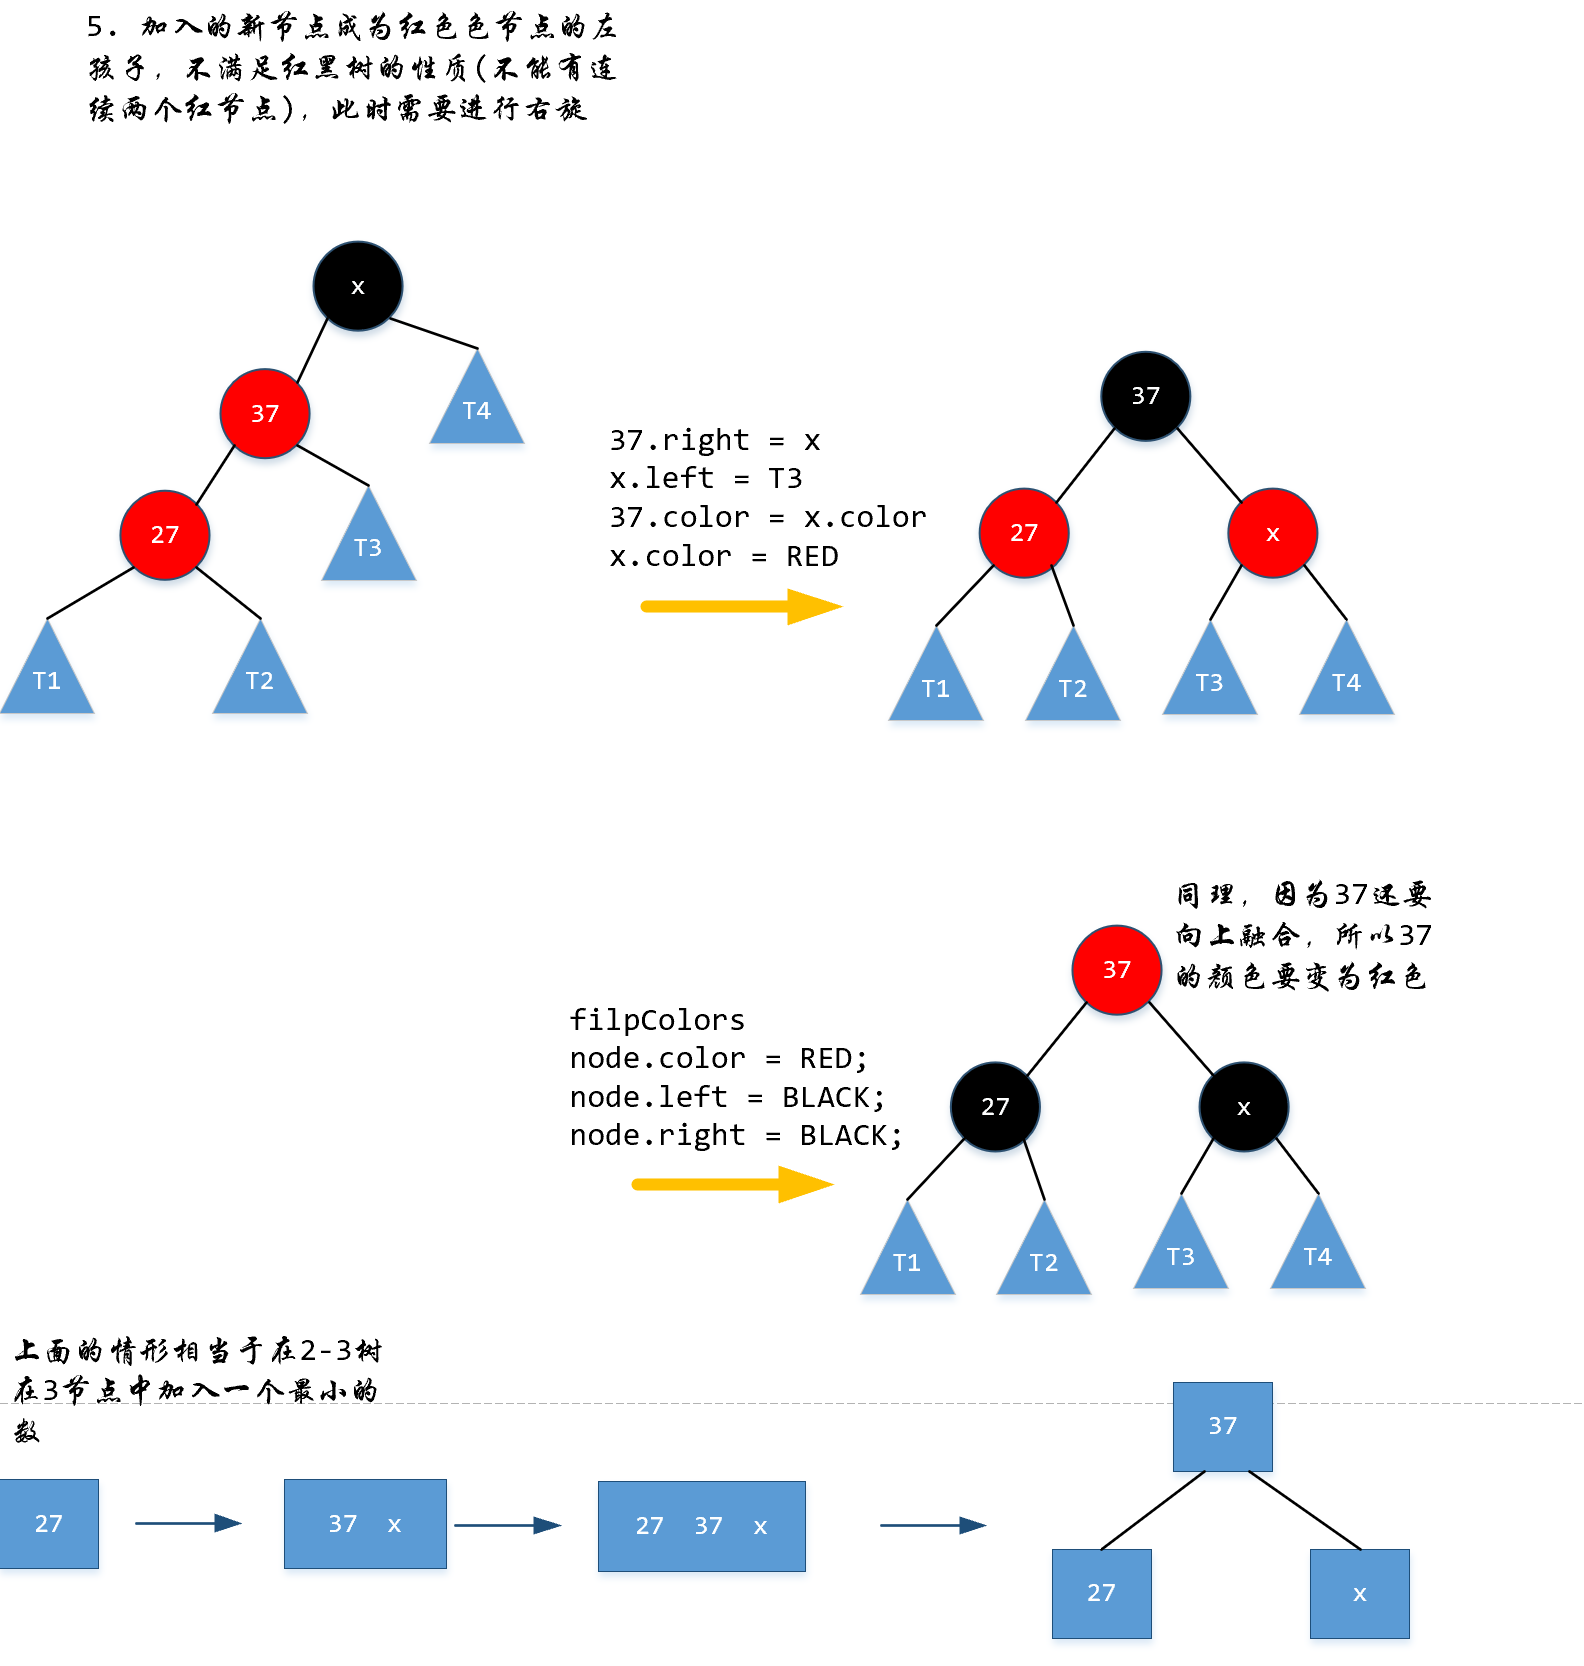 5. 加入的新节点成为红色色节点的左
孩子，不满足红黑树的性质(不能有连
续两个红节点)，此时需要进行右旋
x
37
T4
27
T3
T1
T2
37.right = x
x.left = T3
37.color = x.color
x.color = RED
37
27
x
T1
T2
T3
T4
同理，因为37还要
向上融合，所以37
的颜色要变为红色
filpColors
node.color = RED;
node.left = BLACK;
node.right = BLACK;
37
27
x
T1
T2
T3
T4
上面的情形相当于在2-3树
在3节点中加入一个最小的
数
27
37 x
27 37 x
37
27
x